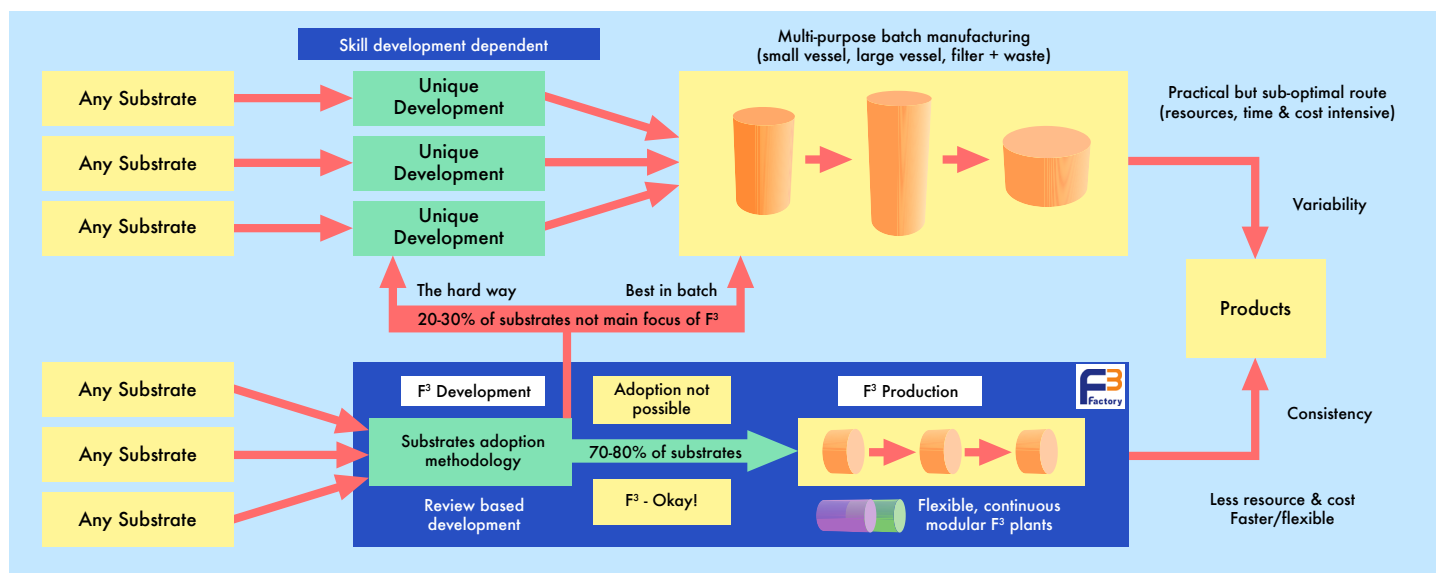 Skill development dependent
Multi-purpose batch manufacturing
(small vessel, large vessel, filter + waste)
Any Substrate
Unique
Development
Practical but sub-optimal route
(resources, time & cost intensive)
Any Substrate
Unique
Development
Any Substrate
Unique
Development
Variability
The hard way
Best in batch
20-30% of substrates not main focus of F³
Products
Any Substrate
F³ Development
Adoption not
possible
F³ Production
F3
Factory
Consistency
Any Substrate
Substrates adoption
methodology
70-80% of substrates
Any Substrate
Review based
development
F³ - Okay!
Flexible, continuous
modular F³ plants
Less resource & cost
Faster/flexible